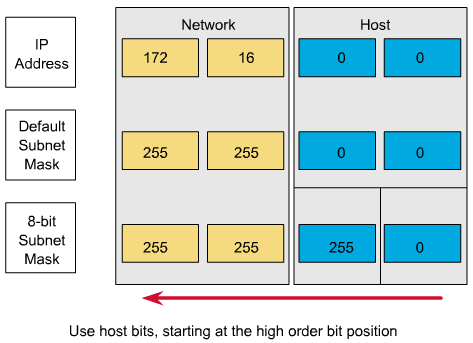 Network Host
IP
Address
172 16 0 0
Default
Subnet
Mask
255 255 0 0
8-bit
Subnet
Mask
255 255 255 0
Use host bits, starting at the high order bit position